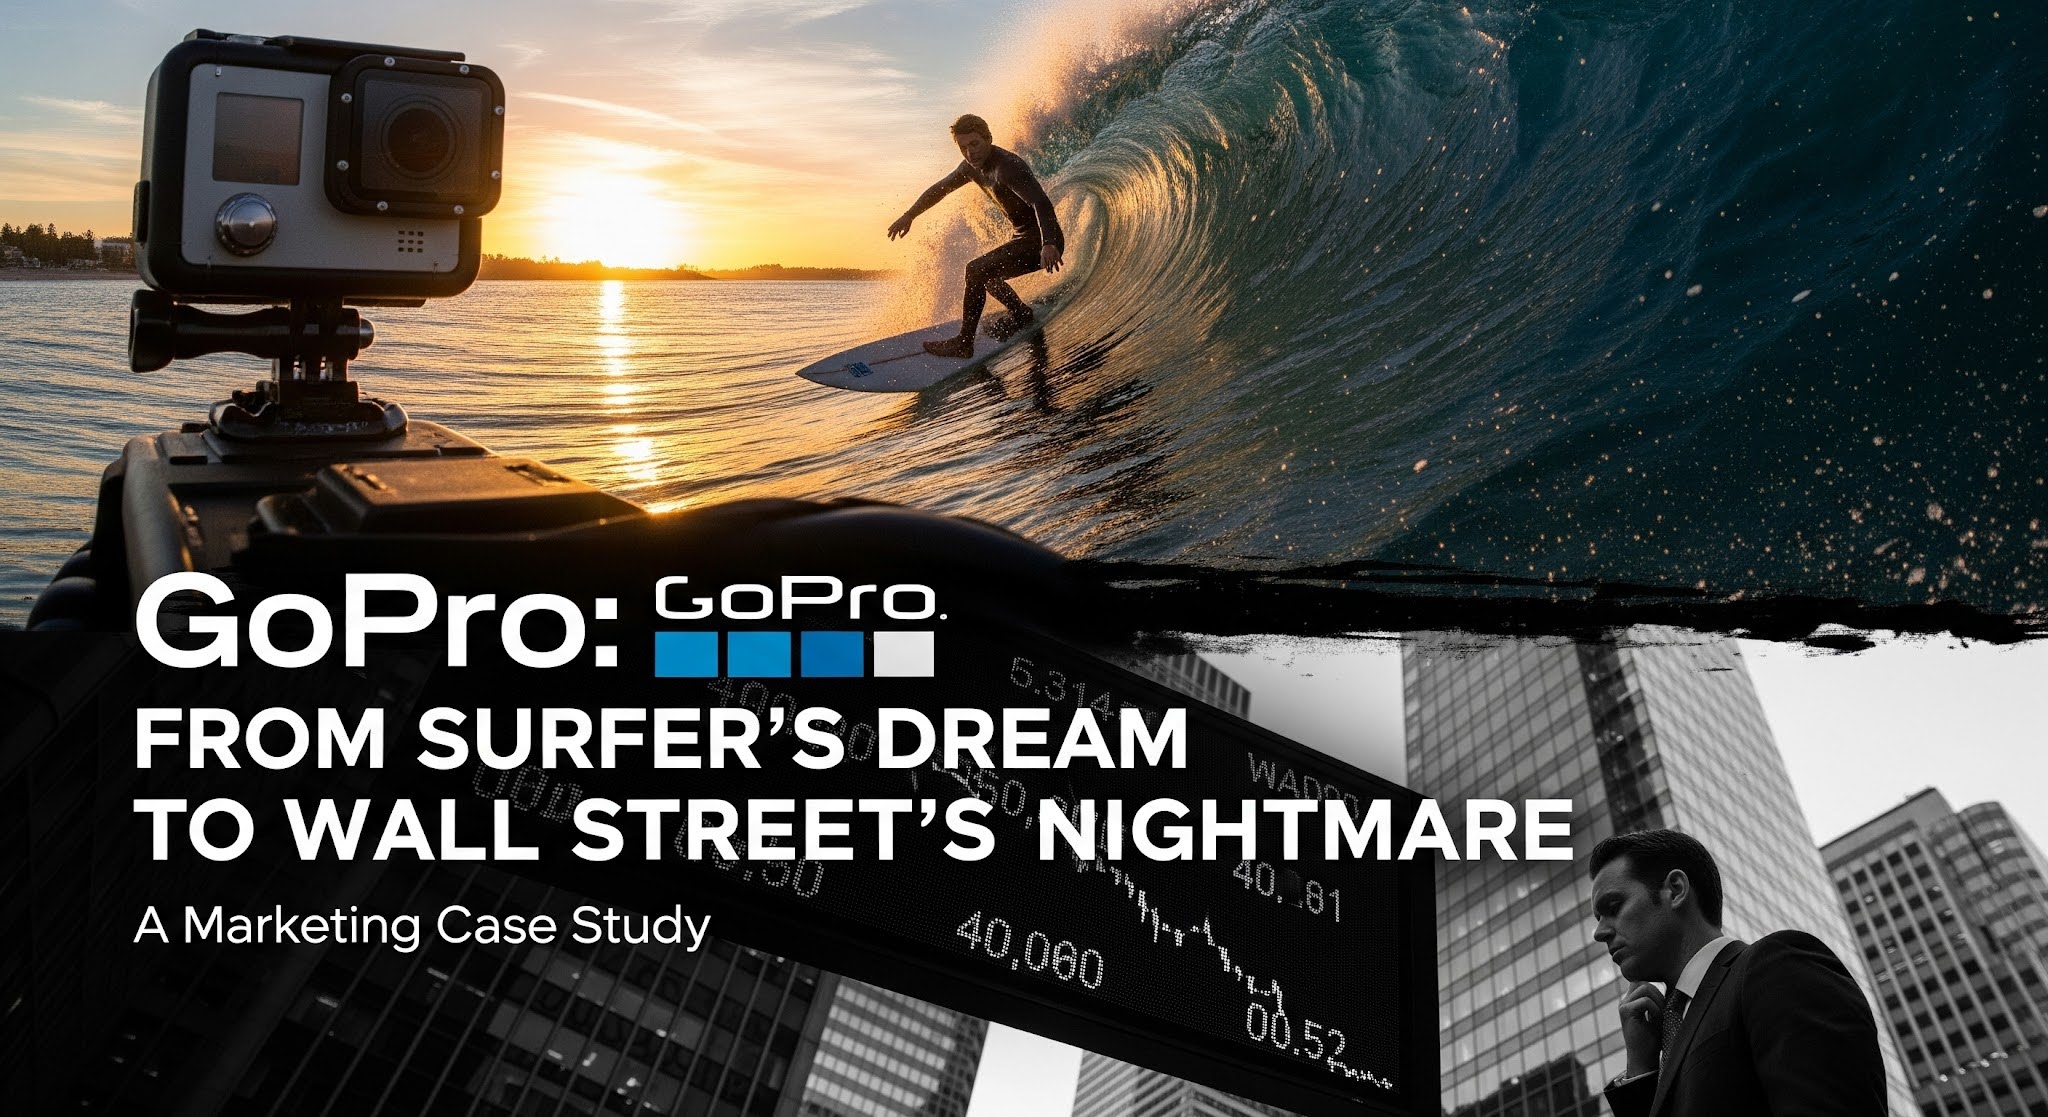 GoPro: GoPro.
FROM SURFER'S DREAM
TO WALL STREET'S NIGHTMARE
A Marketing Case Study
40,060
00.52